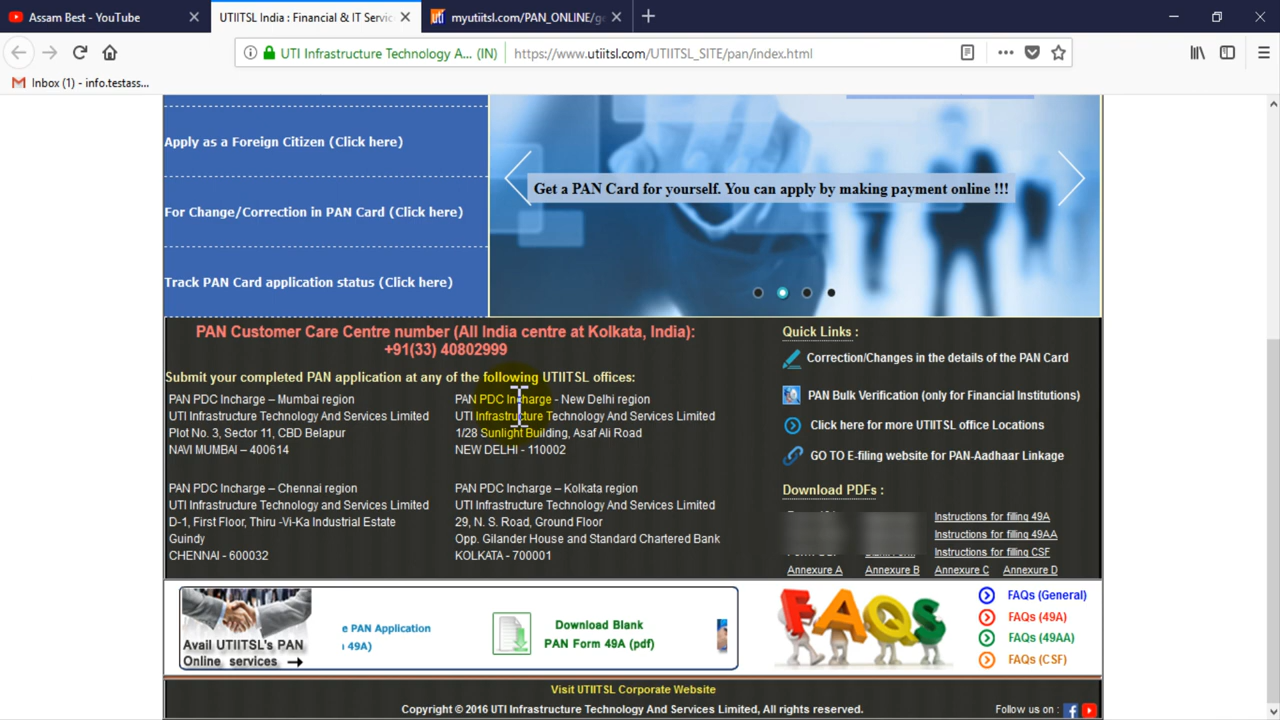 Assam Best - YouTube
UTIITSL India : Financial & IT Servic
myutiitsl.com/PAN_ONLINE/g
UTI Infrastructure Technology A... (IN)
https://www.utiitsl.com/UTIITSL_SITE/pan/index.html
Inbox (1) - info.testass...
Apply as a Foreign Citizen (Click here)
For Change/Correction in PAN Card (Click here)
Track PAN Card application status (Click here)
Get a PAN Card for yourself. You can apply by making payment online !!!
PAN Customer Care Centre number (All India centre at Kolkata, India):
+91(33) 40802999
Submit your completed PAN application at any of the following UTIITSL offices:
PAN PDC Incharge – Mumbai region
UTI Infrastructure Technology And Services Limited
Plot No. 3, Sector 11, CBD Belapur
NAVI MUMBAI – 400614
PAN PDC Incharge - New Delhi region
UTI Infrastructure Technology And Services Limited
1/28 Sunlight Building, Asaf Ali Road
NEW DELHI - 110002
PAN PDC Incharge – Chennai region
UTI Infrastructure Technology and Services Limited
D-1, First Floor, Thiru -Vi-Ka Industrial Estate
Guindy
CHENNAI - 600032
PAN PDC Incharge – Kolkata region
UTI Infrastructure Technology And Services Limited
29, N. S. Road, Ground Floor
Opp. Gilander House and Standard Chartered Bank
KOLKATA - 700001
Quick Links :
Correction/Changes in the details of the PAN Card
PAN Bulk Verification (only for Financial Institutions)
Click here for more UTIITSL office Locations
GO TO E-filing website for PAN-Aadhaar Linkage
Download PDFs :
Instructions for filling 49A
Instructions for filling 49AA
Instructions for filling CSF
Annexure A
Annexure B
Annexure C
Annexure D
Avail UTIITSL's PAN
Online services
e PAN Application
49A)
Download Blank
PAN Form 49A (pdf)
FAQs
FAQs (General)
FAQs (49A)
FAQs (49AA)
FAQs (CSF)
Visit UTIITSL Corporate Website
Copyright © 2016 UTI Infrastructure Technology And Services Limited, All rights reserved.
Follow us on :